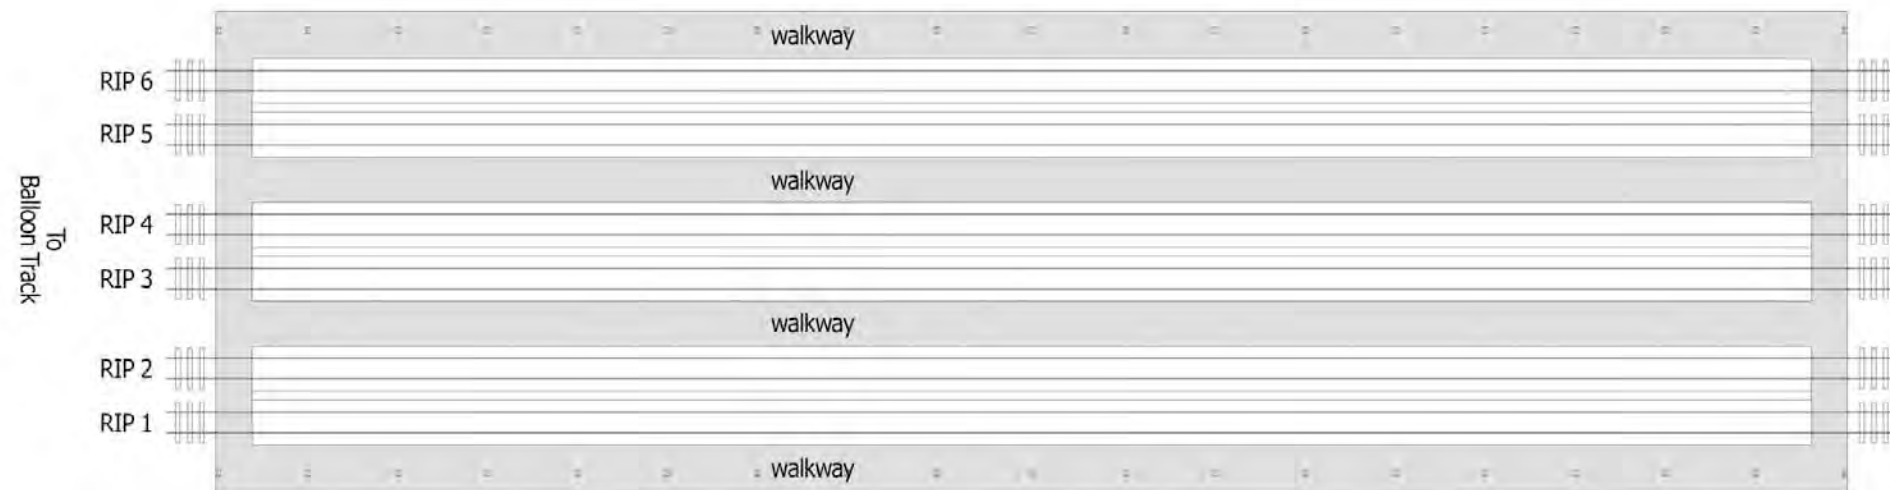 walkway
RIP 6
RIP 5
walkway
RIP 4
To
Balloon Track
RIP 3
walkway
RIP 2
RIP 1
walkway